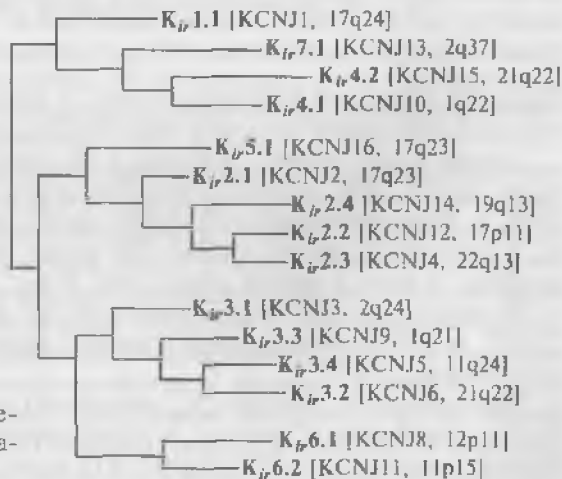 Kir1.1 [KCNJ1, 17q24]
Kir7.1 [KCNJ13, 2q37]
Kir4.2 [KCNJ15, 21q22]
Kir4.1 [KCNJ10, 1q22]
Kir5.1 [KCNJ16, 17q23]
Kir2.1 [KCNJ2, 17q23]
Kir2.4 [KCNJ14, 19q13]
Kir2.2 [KCNJ12, 17p11]
Kir2.3 [KCNJ4, 22q13]
Kir3.1 [KCNJ3, 2q24]
Kir3.3 [KCNJ9, 1q21]
Kir3.4 [KCNJ5, 11q24]
Kir3.2 [KCNJ6, 21q22]
e-
Kir6.1 [KCNJ8, 12p11]
a-
Kir6.2 [KCNJ11, 11p15]